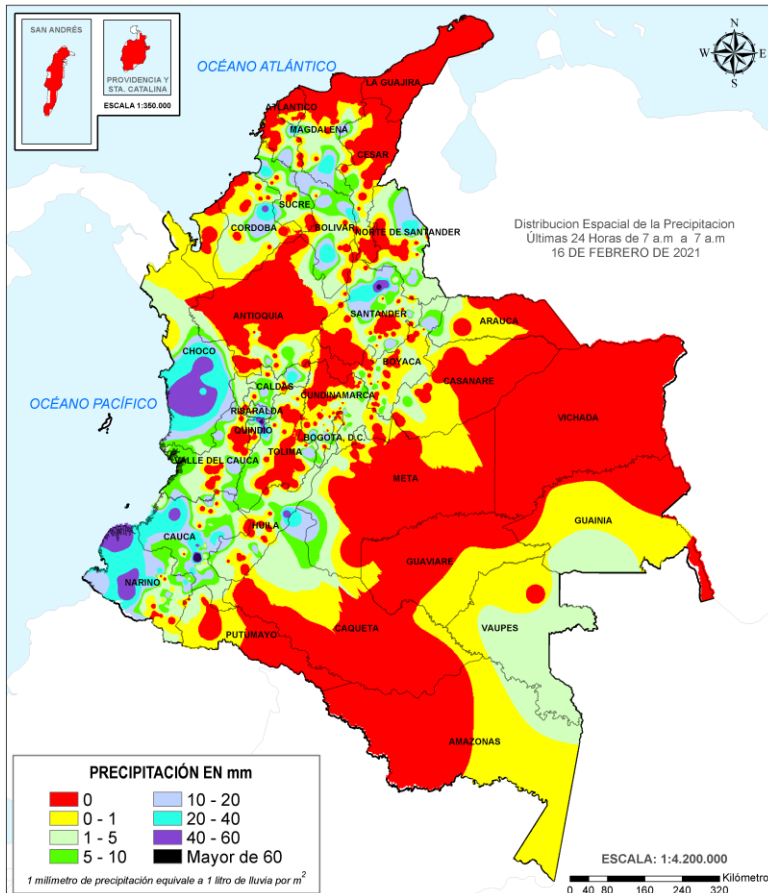 SAN ANDRÉS
PROVIDENCIA Y
STA. CATALINA
ESCALA 1:350.000
OCÉANO ATLÁNTICO
N
W
E
S
LA GUAJIRA
ATLANTICO
MAGDALENA
CESAR
SUCRE
CORDOBA
BOLIVAR
NORTE DE SANTANDER
Distribucion Espacial de la Precipitacion
Últimas 24 Horas de 7 a.m a 7 a.m
16 DE FEBRERO DE 2021
ANTIOQUIA
SANTANDER
ARAUCA
CHOCO
BOYACA
CALDAS
CASANARE
OCÉANO PACÍFICO
CUNDINAMARCA
RISARALDA
VICHADA
QUINDIO
BOGOTA, D.C.
TOLIMA
VALLE DEL CAUCA
META
GUAINIA
HUILA
CAUCA
GUAVIARE
NARINO
VAUPES
CAQUETA
PUTUMAYO
AMAZONAS
PRECIPITACIÓN EN mm
0
10 - 20
0 - 1
20 - 40
1 - 5
40 - 60
5 - 10
Mayor de 60
1 milímetro de precipitación equivale a 1 litro de lluvia por m²
ESCALA: 1:4.200.000
Kilómetro
0 40 80 160 240 320